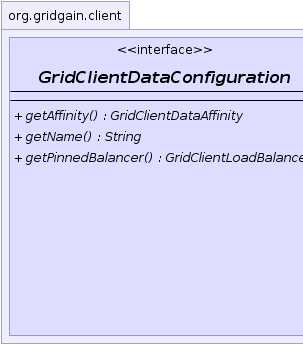 org.gridgain.client
<<interface>>
GridClientDataConfiguration
+ getAffinity() : GridClientDataAffinity
+ getName() : String
+ getPinnedBalancer() : GridClientLoadBalance